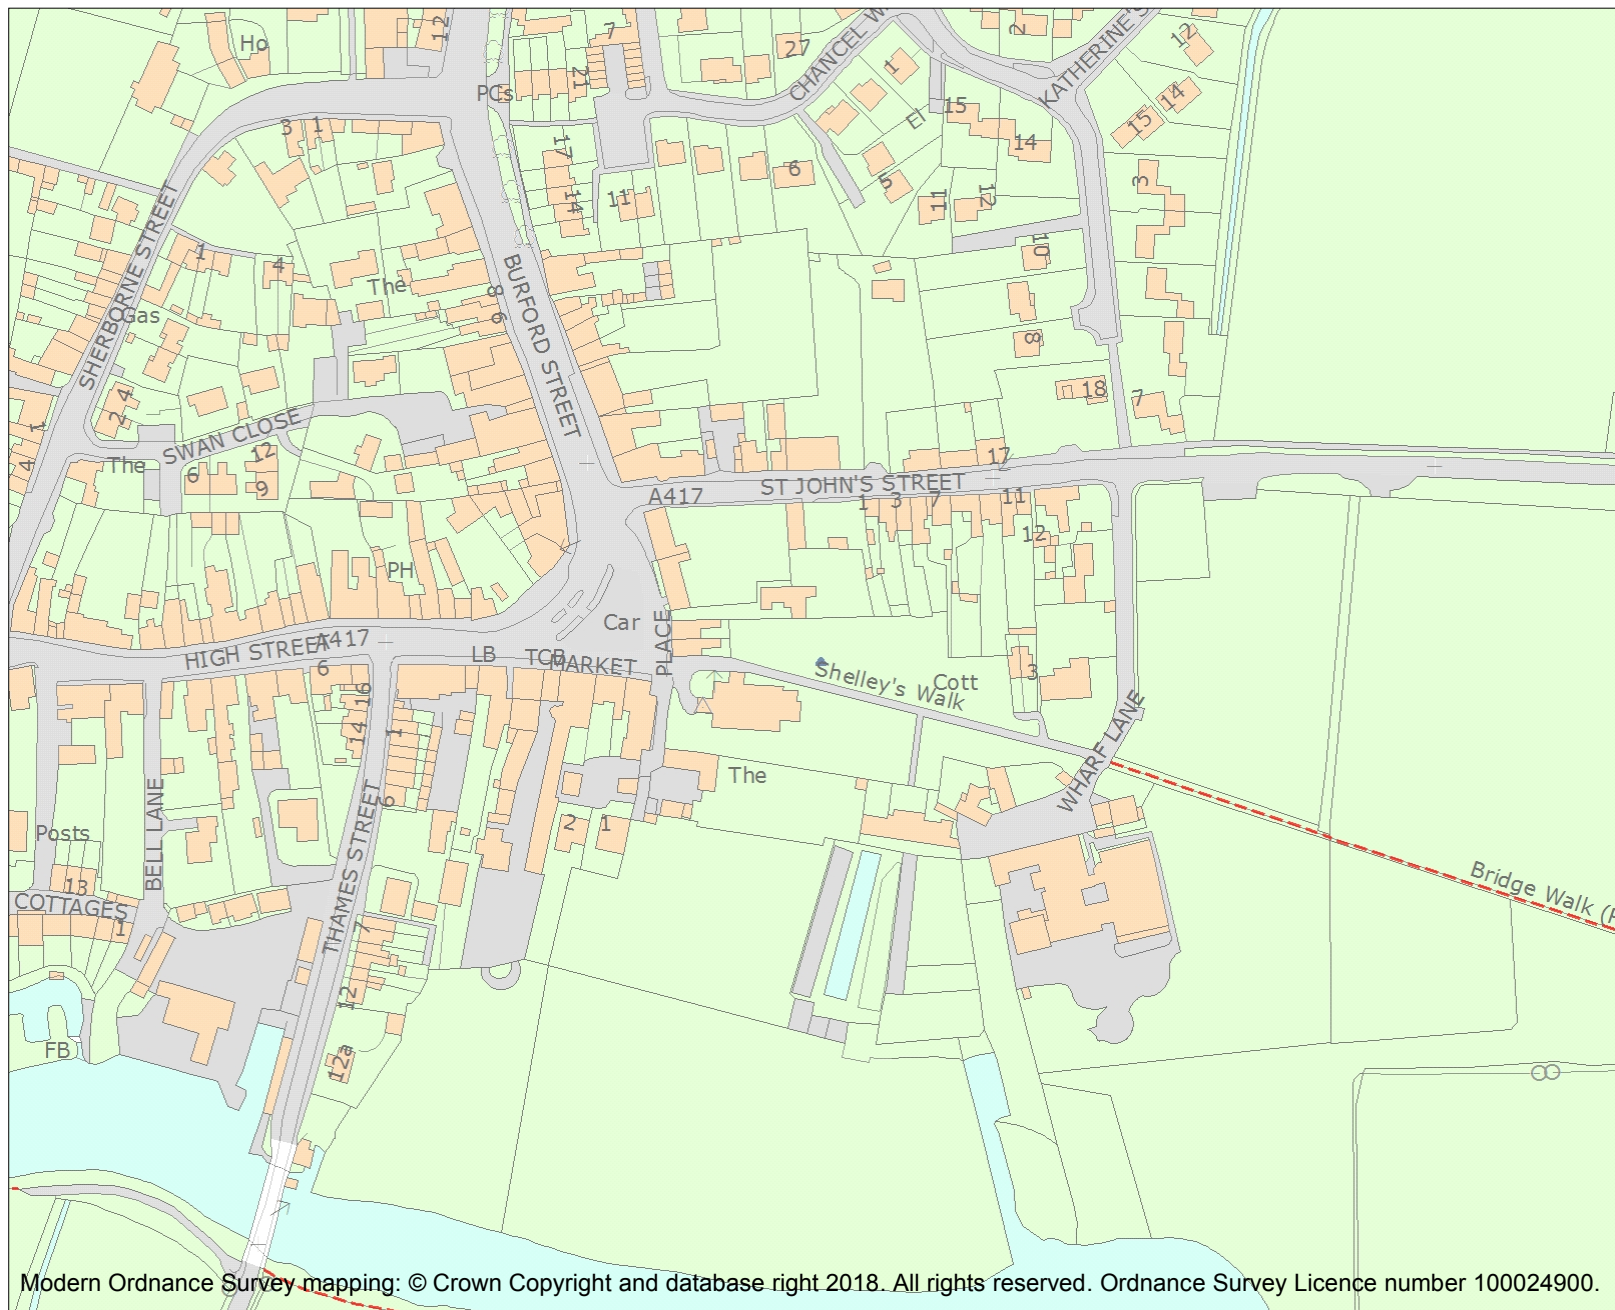 12
7
2
12
Ho
27
CHANCEL W
1
KATHERINE'S
PCs
21
15
14
El
15
3
1
17
14
6
5
3
14
11
11
12
SHERBORNE STREET
1
4
10
The
8
6
BURFORD STREET
Gas
8
4
2
18
7
1
SWAN CLOSE
12
17
4
The
6
9
ST JOHN'S STREET
A417
1
3
7
11
12
PH
Car
PLACE
HIGH STREET
A417
LB
TCB
MARKET
6
Shelley's Walk
Cott
3
16
14
1
WHARF LANE
The
BELL LANE
6
THAMES STREET
2
1
Posts
13
Bridge Walk (F
COTTAGES
1
7
12
FB
12a
Modern Ordnance Survey mapping: © Crown Copyright and database right 2018. All rights reserved. Ordnance Survey Licence number 100024900.